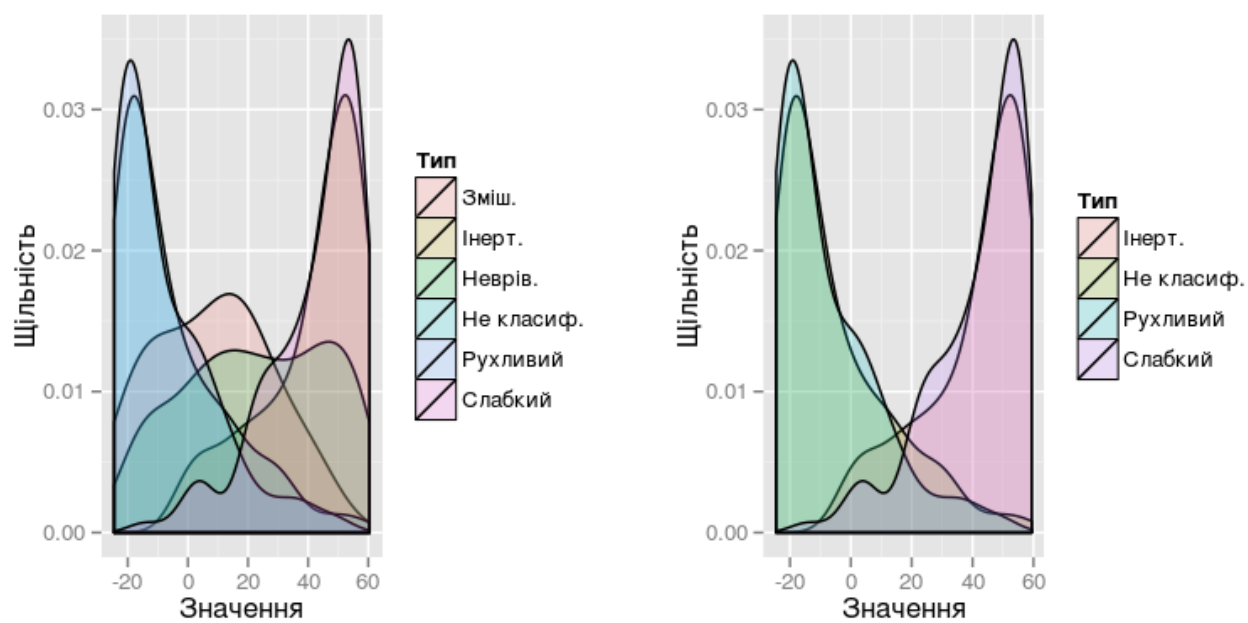 Щільність
0.03
0.02
0.01
0.00
-20 0 20 40 60
Значення
Тип
Зміш.
Інерт.
Неврів.
Не класиф.
Рухливий
Слабкий
Щільність
0.03
0.02
0.01
0.00
-20 0 20 40 60
Значення
Тип
Інерт.
Не класиф.
Рухливий
Слабкий